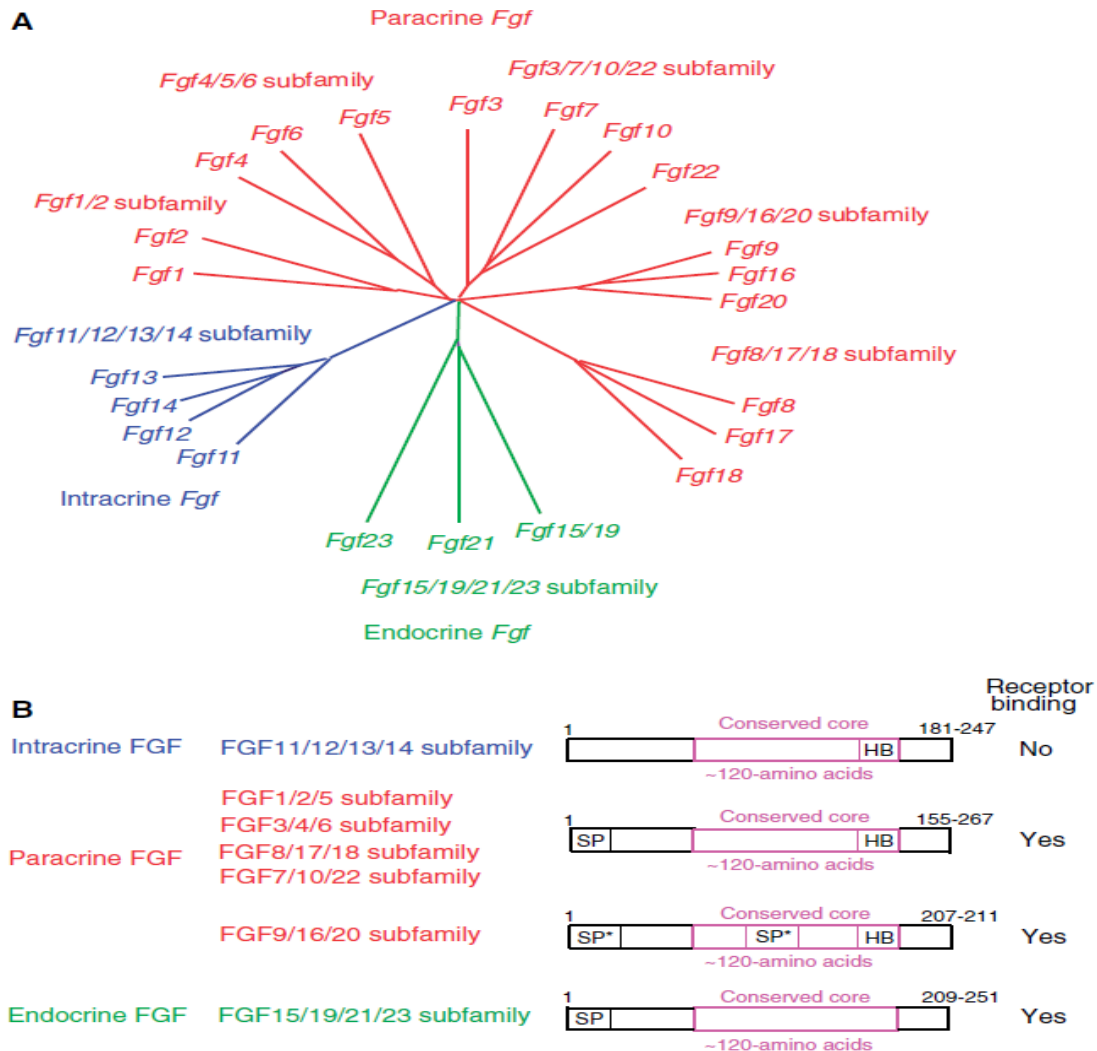 A
Paracrine Fgf
Fgf4/5/6 subfamily
Fgf3/7/10/22 subfamily
Fgf3
Fgf7
Fgf5
Fgf10
Fgf6
Fgf4
Fgf22
Fgf1/2 subfamily
Fgf9/16/20 subfamily
Fgf2
Fgf9
Fgf1
Fgf16
Fgf20
Fgf11/12/13/14 subfamily
Fgf8/17/18 subfamily
Fgf13
Fgf14
Fgf8
Fgf12
Fgf17
Fgf11
Fgf18
Intracrine Fgf
Fgf23
Fgf21
Fgf15/19
Fgf15/19/21/23 subfamily
Endocrine Fgf
B
Receptor
binding
Intracrine FGF FGF11/12/13/14 subfamily
1 Conserved core 181-247
HB
No
~120-amino acids
Paracrine FGF
FGF1/2/5 subfamily
FGF3/4/6 subfamily
FGF8/17/18 subfamily
FGF7/10/22 subfamily
1 Conserved core 155-267
SP HB
Yes
~120-amino acids
FGF9/16/20 subfamily
1 Conserved core 207-211
SP* SP* HB
Yes
~120-amino acids
Endocrine FGF FGF15/19/21/23 subfamily
1 Conserved core 209-251
SP
Yes
~120-amino acids